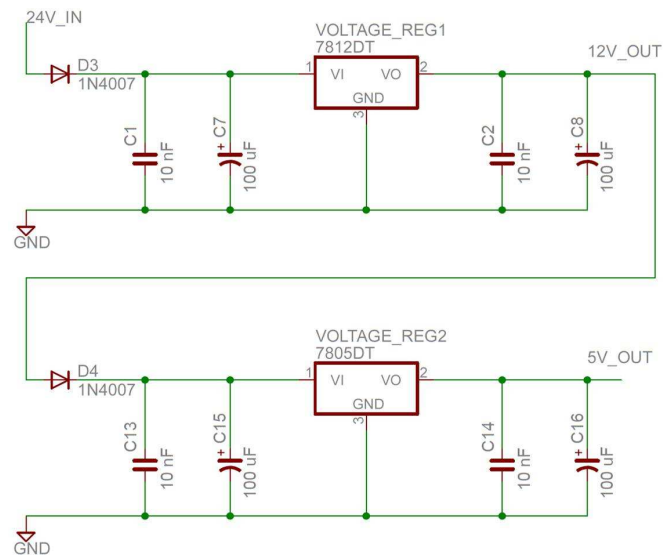 24V_IN
VOLTAGE_REG1
7812DT
12V_OUT
D3
1N4007
1
VI
VO
2
GND
3
C1
10 nF
+
C7
100 uF
C2
10 nF
+
C8
100 uF
GND
VOLTAGE_REG2
7805DT
5V_OUT
D4
1N4007
1
VI
VO
2
GND
3
C13
10 nF
+
C15
100 uF
C14
10 nF
+
C16
100 uF
GND